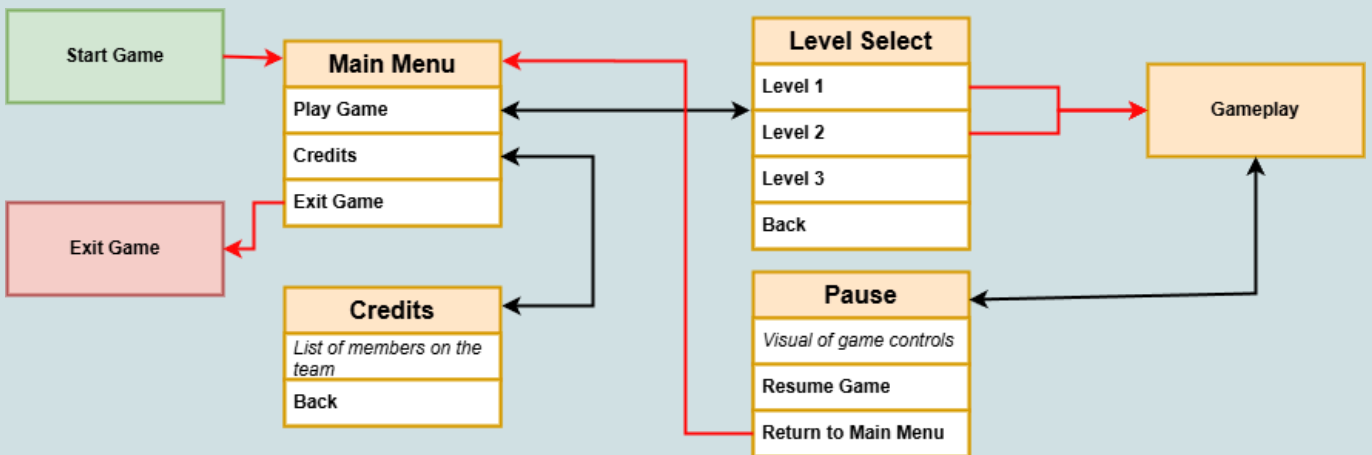 Start Game
Main Menu
Play Game
Credits
Exit Game
Exit Game
Credits
List of members on the
team
Back
Level Select
Level 1
Level 2
Level 3
Back
Pause
Visual of game controls
Resume Game
Return to Main Menu
Gameplay